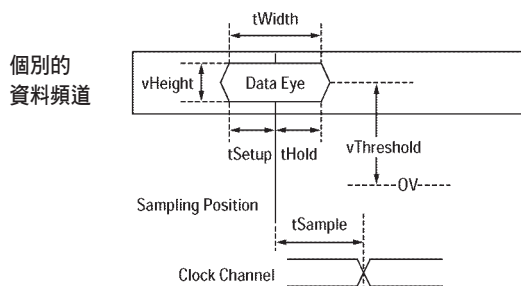 tWidth
個別的
資料頻道
vHeight
Data Eye
tSetup
tHold
vThreshold
OV
Sampling Position
tSample
Clock Channel